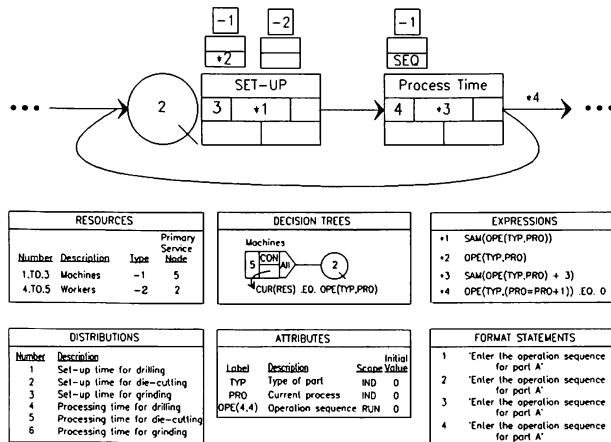 -1 -2 -1
*2
SEQ
SET-UP Process Time
••• 2 3 *1 4 *3 *4 •••
RESOURCES
Primary
Service
Number Description Type Node
1.TO.3 Machines -1 5
4.TO.5 Workers -2 2
DECISION TREES
Machines
5 CON All 2
CUR(RES) .EQ. OPE(TYP,PRO)
EXPRESSIONS
*1 SAM(OPE(TYP,PRO))
*2 OPE(TYP,PRO)
*3 SAM(OPE(TYP,PRO) + 3)
*4 OPE(TYP,(PRO=PRO+1)) .EQ. 0
DISTRIBUTIONS
Number Description
1 Set-up time for drilling
2 Set-up time for die-cutting
3 Set-up time for grinding
4 Processing time for drilling
5 Processing time for die-cutting
6 Processing time for grinding
ATTRIBUTES
Initial
Label Description Scope Value
TYP Type of part IND 0
PRO Current process IND 0
OPE(4,4) Operation sequence RUN 0
FORMAT STATEMENTS
1 'Enter the operation sequence
for part A'
2 'Enter the operation sequence
for part A'
3 'Enter the operation sequence
for part A'
4 'Enter the operation sequence
for part A'